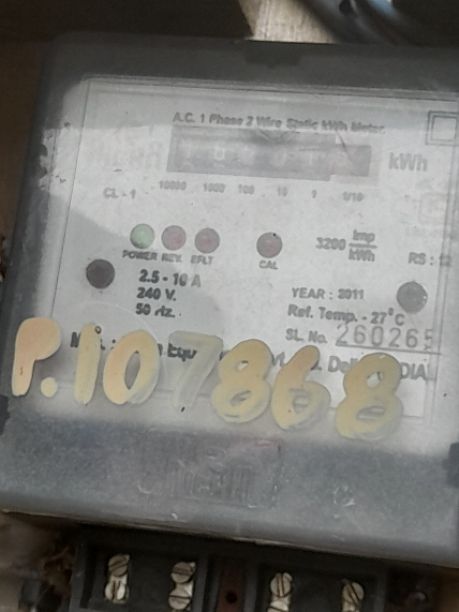 A.C. 1 Phase 2 Wire Static kWh Meter
kWh
10000 1000 100 10 1 1/10
CL - 1
3200 imp/kWh
POWER REV. EFLT
CAL
RS :
2.5 - 10 A
240 V.
50 Hz.
YEAR : 2011
Ref. Temp. - 27°C
SL. No. 260265
P.107868